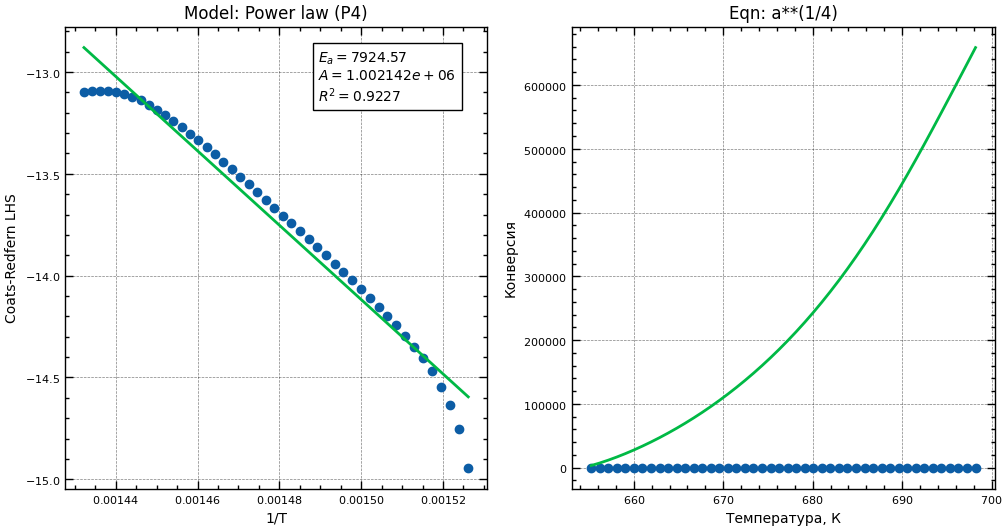 Model: Power law (P4)
Coats-Redfern LHS
−13.0
−13.5
−14.0
−14.5
−15.0
E_a = 7924.57
A = 1.002142e + 06
R² = 0.9227
0.00144 0.00146 0.00148 0.00150 0.00152
1/T
Eqn: a**(1/4)
Конверсия
600000
500000
400000
300000
200000
100000
0
660 670 680 690 700
Температура, К